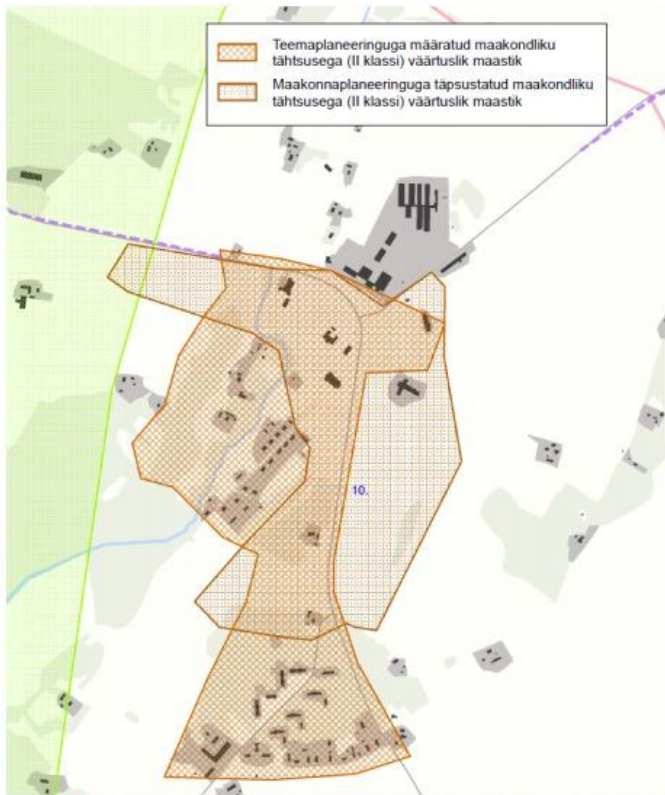 Teemaplaneeringuga määratud maakondliku
tähtsusega (II klassi) väärtuslik maastik
Maakonnaplaneeringuga täpsustatud maakondliku
tähtsusega (II klassi) väärtuslik maastik
10.